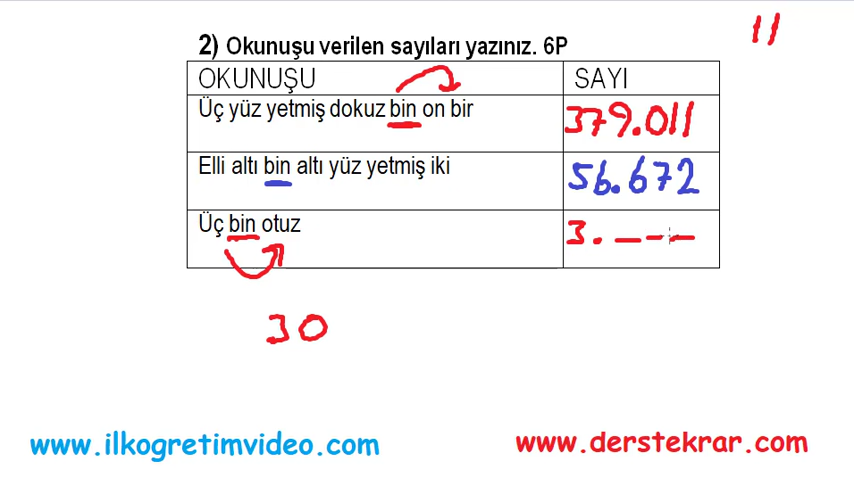 11
2) Okunuşu verilen sayıları yazınız. 6P
OKUNUŞU SAYI
Üç yüz yetmiş dokuz bin on bir 379.011
Elli altı bin altı yüz yetmiş iki 56.672
Üç bin otuz 3. _ _ _
30
www.ilkogretimvideo.com www.derstekrar.com